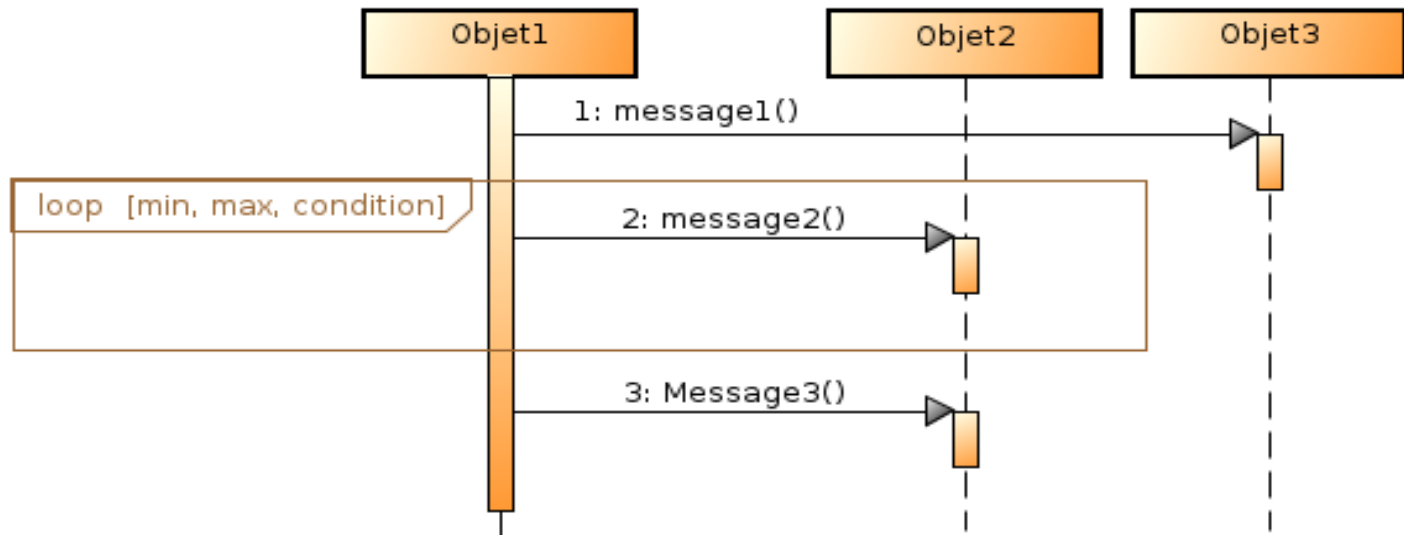 Objet1
Objet2
Objet3
1: message1()
loop [min, max, condition]
2: message2()
3: Message3()